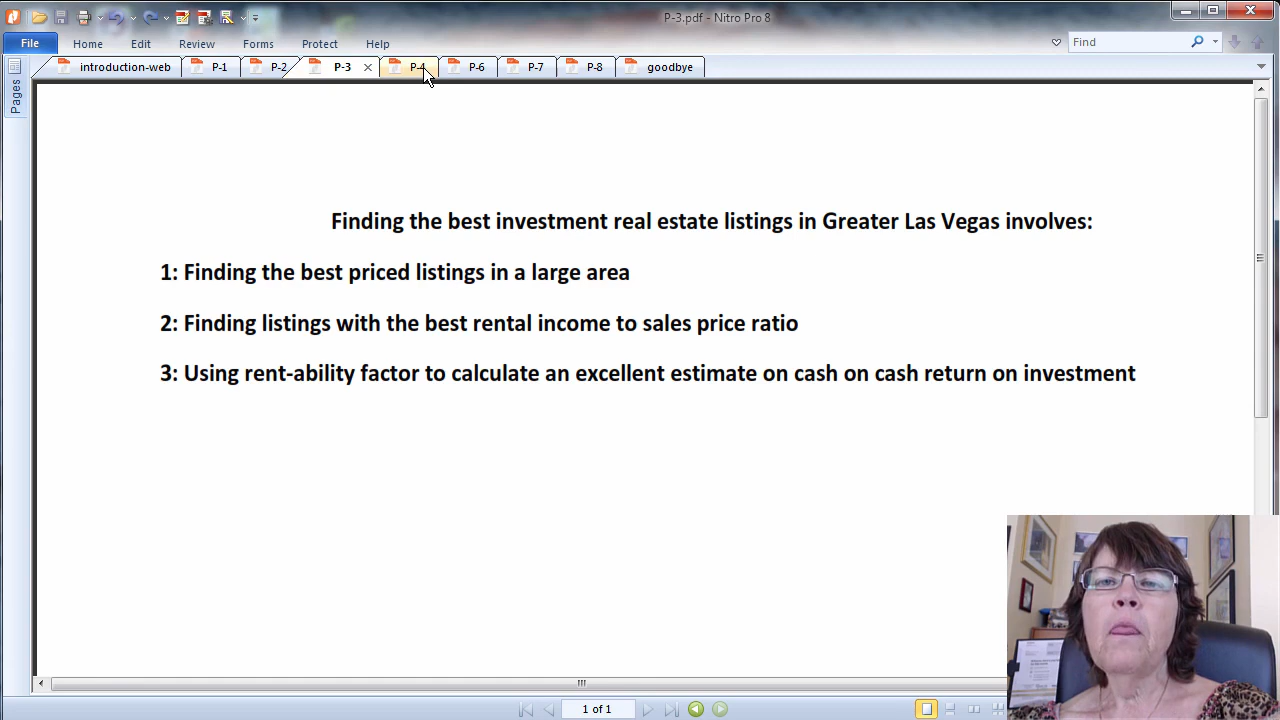 P-3.pdf - Nitro Pro 8
File Home Edit Review Forms Protect Help Find
introduction-web P-1 P-2 P-3 P-4 P-6 P-7 P-8 goodbye
Pages
Finding the best investment real estate listings in Greater Las Vegas involves:
1: Finding the best priced listings in a large area
2: Finding listings with the best rental income to sales price ratio
3: Using rent-ability factor to calculate an excellent estimate on cash on cash return on investment
1 of 1